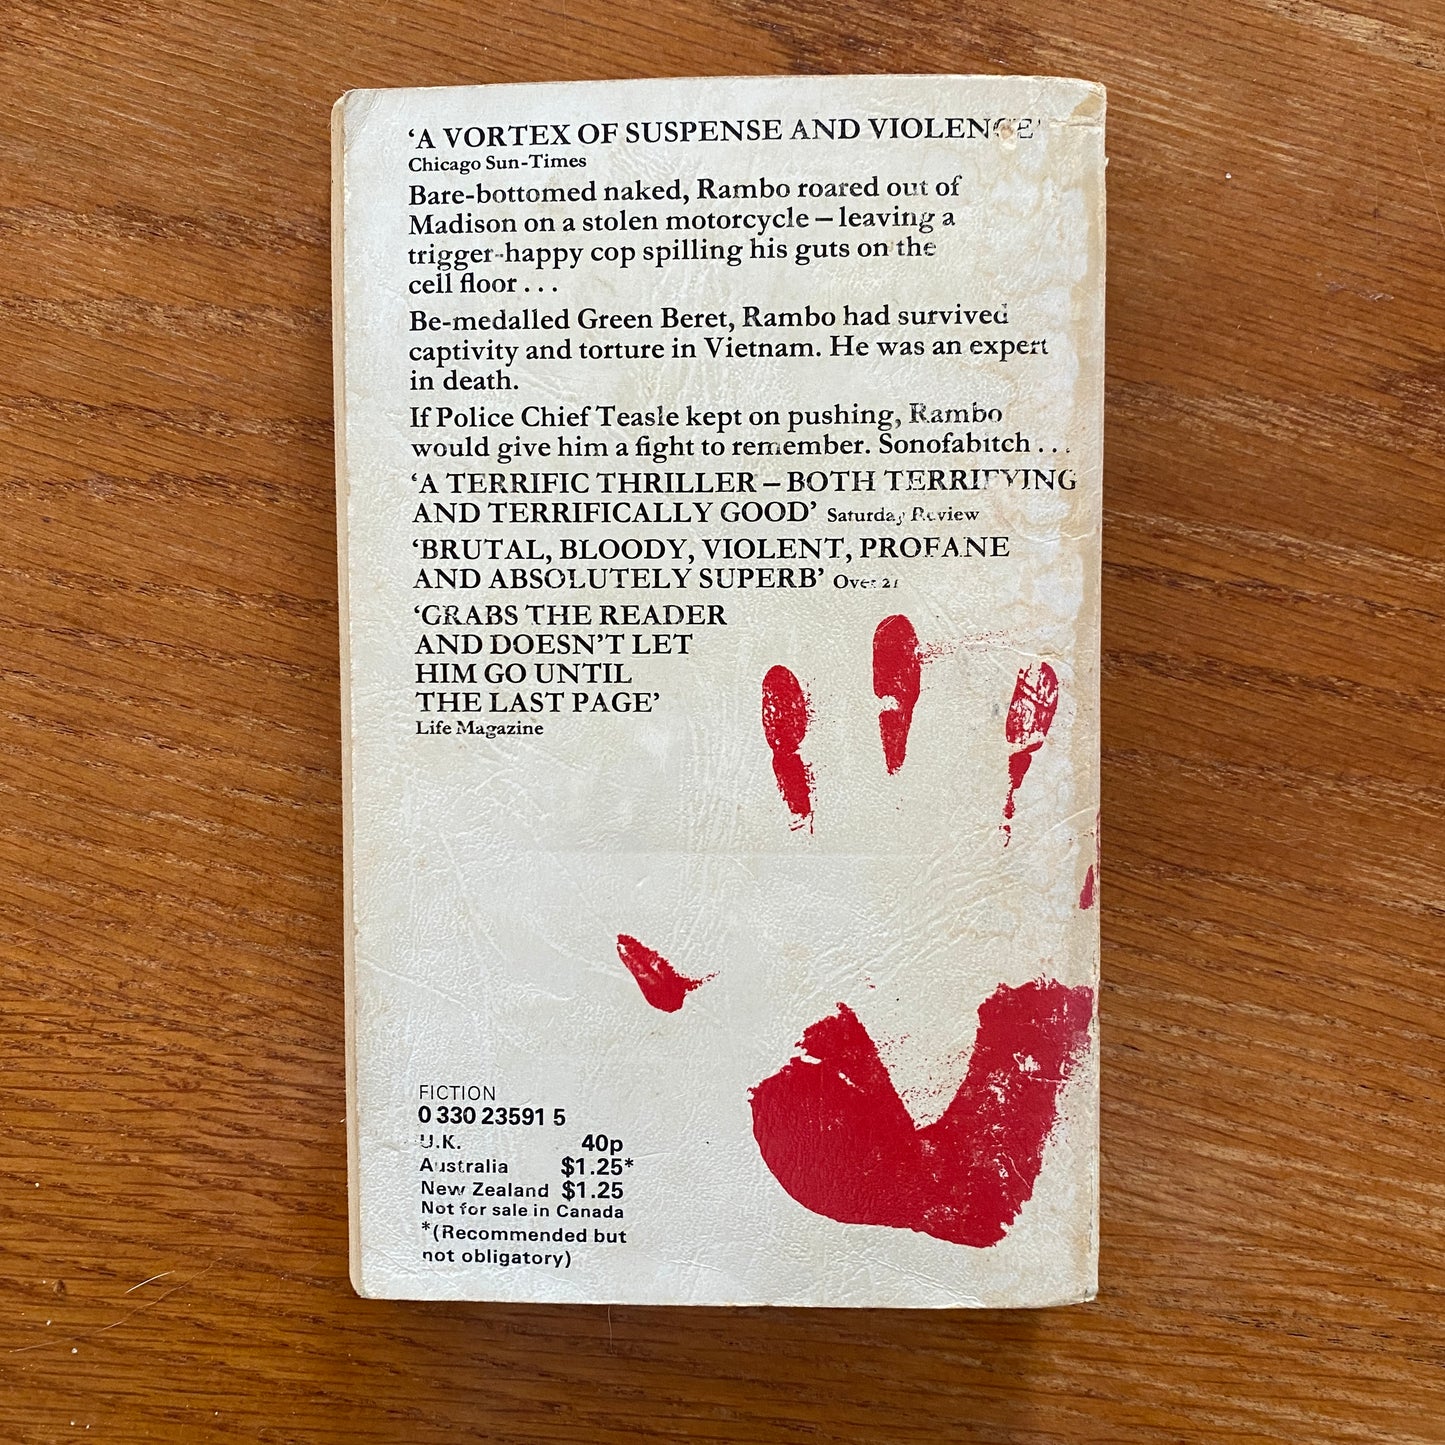 ‘A VORTEX OF SUSPENSE AND VIOLENCE’
Chicago Sun-Times
Bare-bottomed naked, Rambo roared out of
Madison on a stolen motorcycle – leaving a
trigger-happy cop spilling his guts on the
cell floor . . .
Be-medalled Green Beret, Rambo had survived
captivity and torture in Vietnam. He was an expert
in death.
If Police Chief Teasle kept on pushing, Rambo
would give him a fight to remember. Sonofabitch . . .
‘A TERRIFIC THRILLER – BOTH TERRIFYING
AND TERRIFICALLY GOOD’ Saturday Review
‘BRUTAL, BLOODY, VIOLENT, PROFANE
AND ABSOLUTELY SUPERB’ Over 21
‘GRABS THE READER
AND DOESN’T LET
HIM GO UNTIL
THE LAST PAGE’
Life Magazine
FICTION
0 330 23591 5
U.K. 40p
Australia $1.25*
New Zealand $1.25
Not for sale in Canada
*(Recommended but
not obligatory)